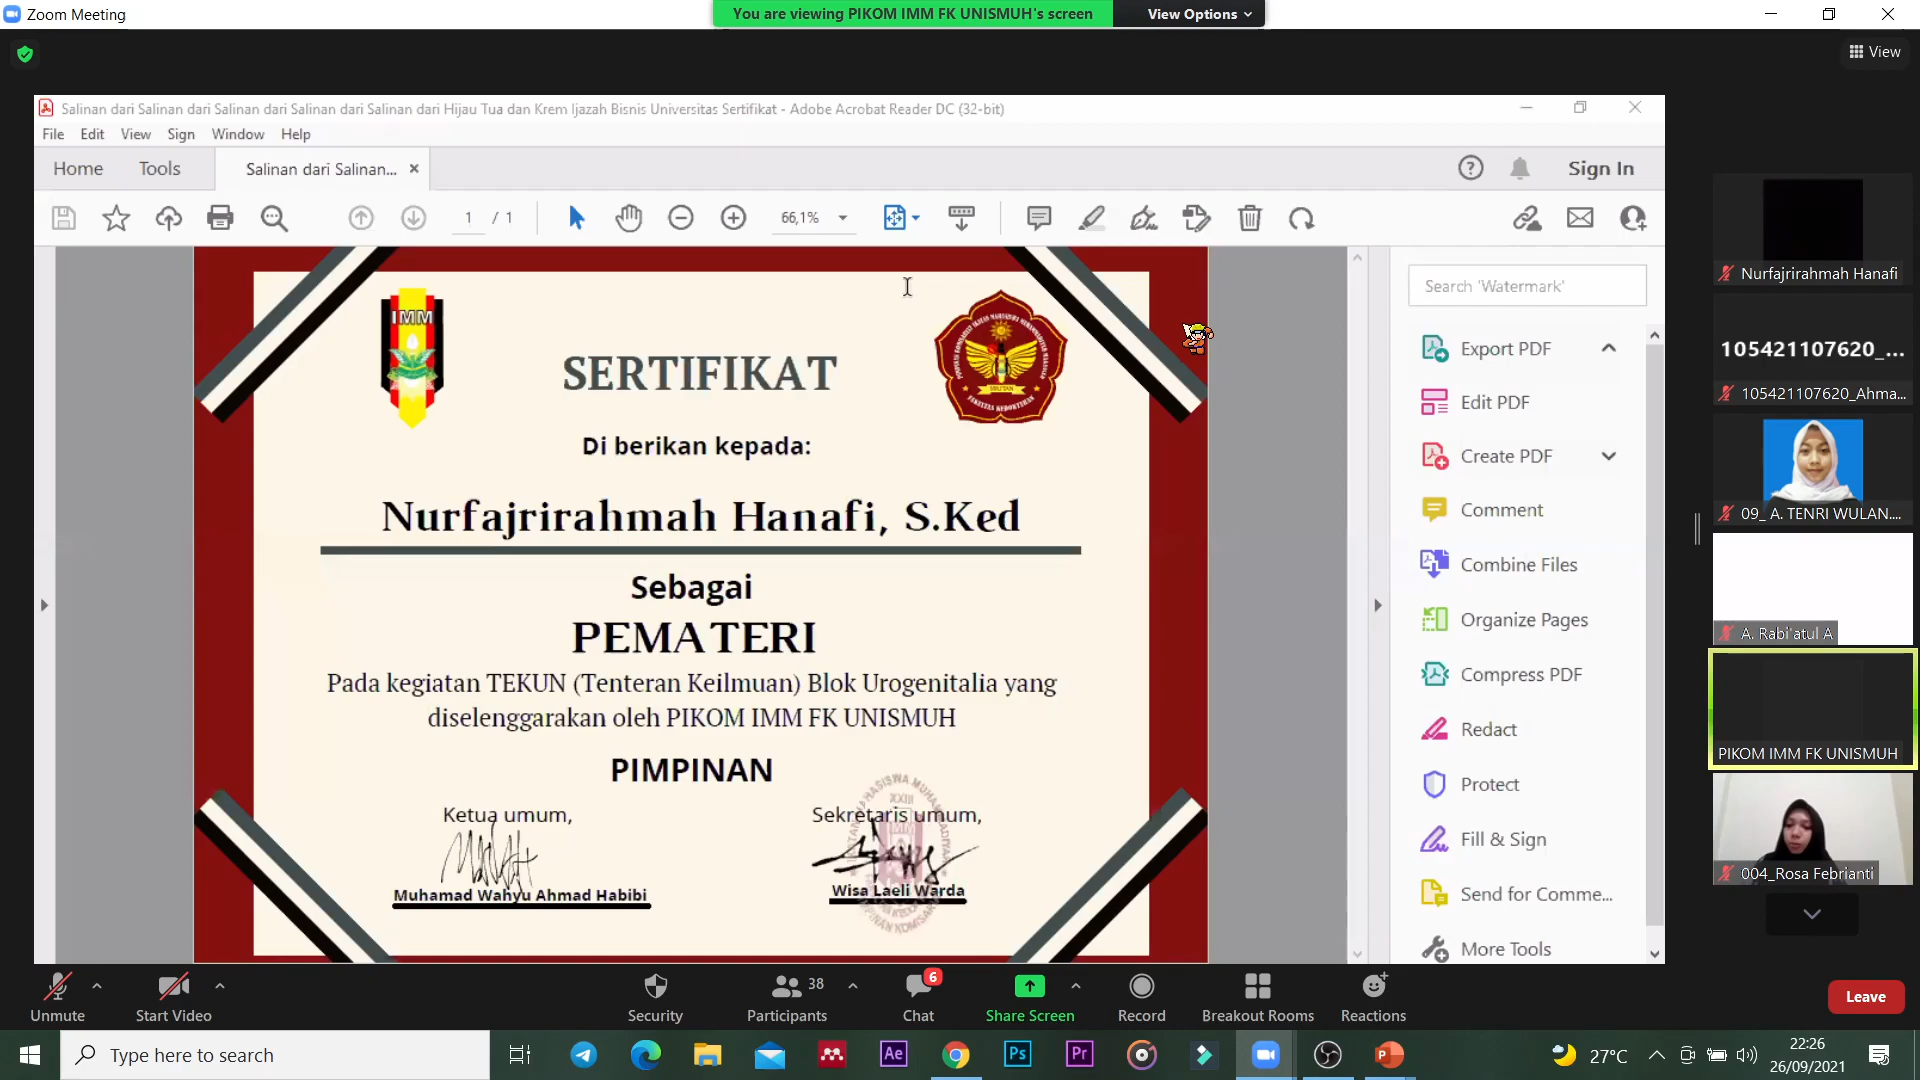 Zoom Meeting
You are viewing PIKOM IMM FK UNISMUH's screen
View Options
View
Salinan dari Salinan dari Salinan dari Salinan dari Salinan dari Hijau Tua dan Krem Ijazah Bisnis Universitas Sertifikat - Adobe Acrobat Reader DC (32-bit)
File Edit View Sign Window Help
Home Tools Salinan dari Salinan... Sign In
1 / 1 66,1%
Search 'Watermark'
Export PDF
Edit PDF
Create PDF
Comment
Combine Files
Organize Pages
Compress PDF
Redact
Protect
Fill & Sign
Send for Comme...
More Tools
IMM
SERTIFIKAT
Di berikan kepada:
Nurfajrirahmah Hanafi, S.Ked
Sebagai
PEMATERI
Pada kegiatan TEKUN (Tenteran Keilmuan) Blok Urogenitalia yang
diselenggarakan oleh PIKOM IMM FK UNISMUH
PIMPINAN
Ketua umum,
Muhamad Wahyu Ahmad Habibi
Sekretaris umum,
Wisa Laeli Warda
Nurfajrirahmah Hanafi
105421107620_...
105421107620_Ahma...
09_ A. TENRI WULAN....
A. Rabi'atul A
PIKOM IMM FK UNISMUH
004_Rosa Febrianti
Unmute
Start Video
Security
38
Participants
6
Chat
Share Screen
Record
Breakout Rooms
Reactions
Leave
Type here to search
Ae
Ps
Pr
27°C
22:26
26/09/2021